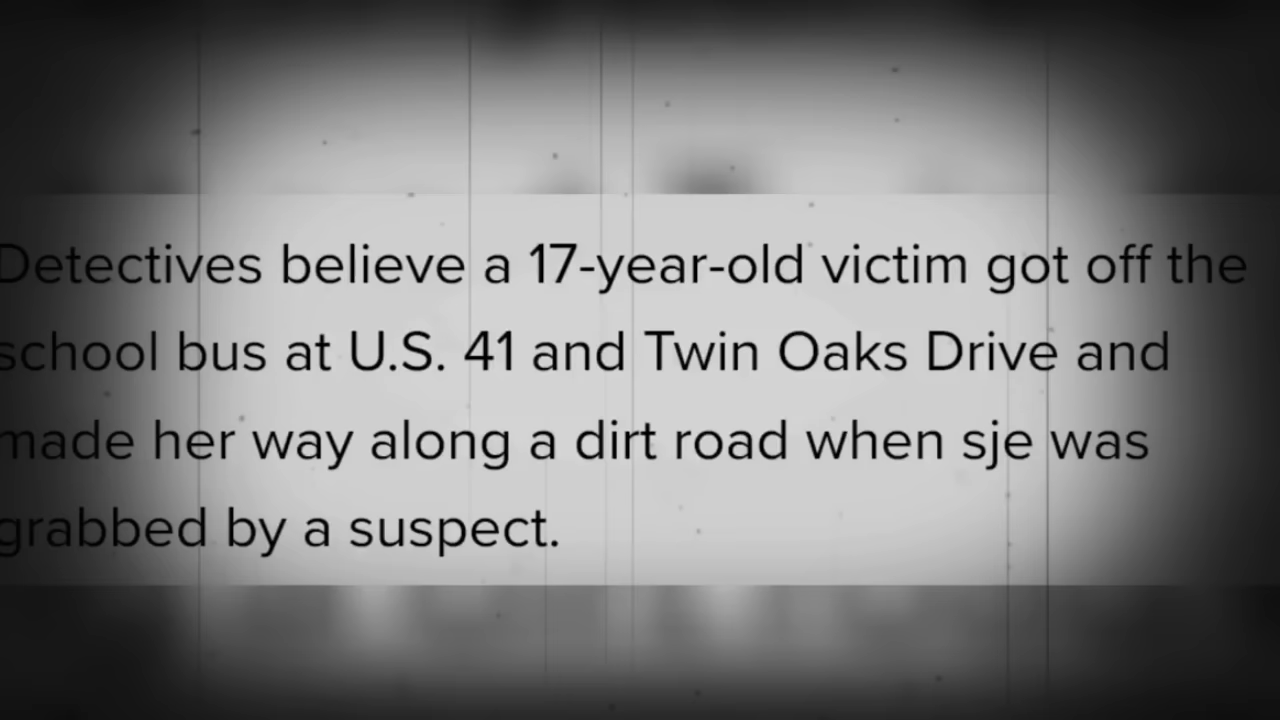 Detectives believe a 17-year-old victim got off the
school bus at U.S. 41 and Twin Oaks Drive and
made her way along a dirt road when sje was
grabbed by a suspect.